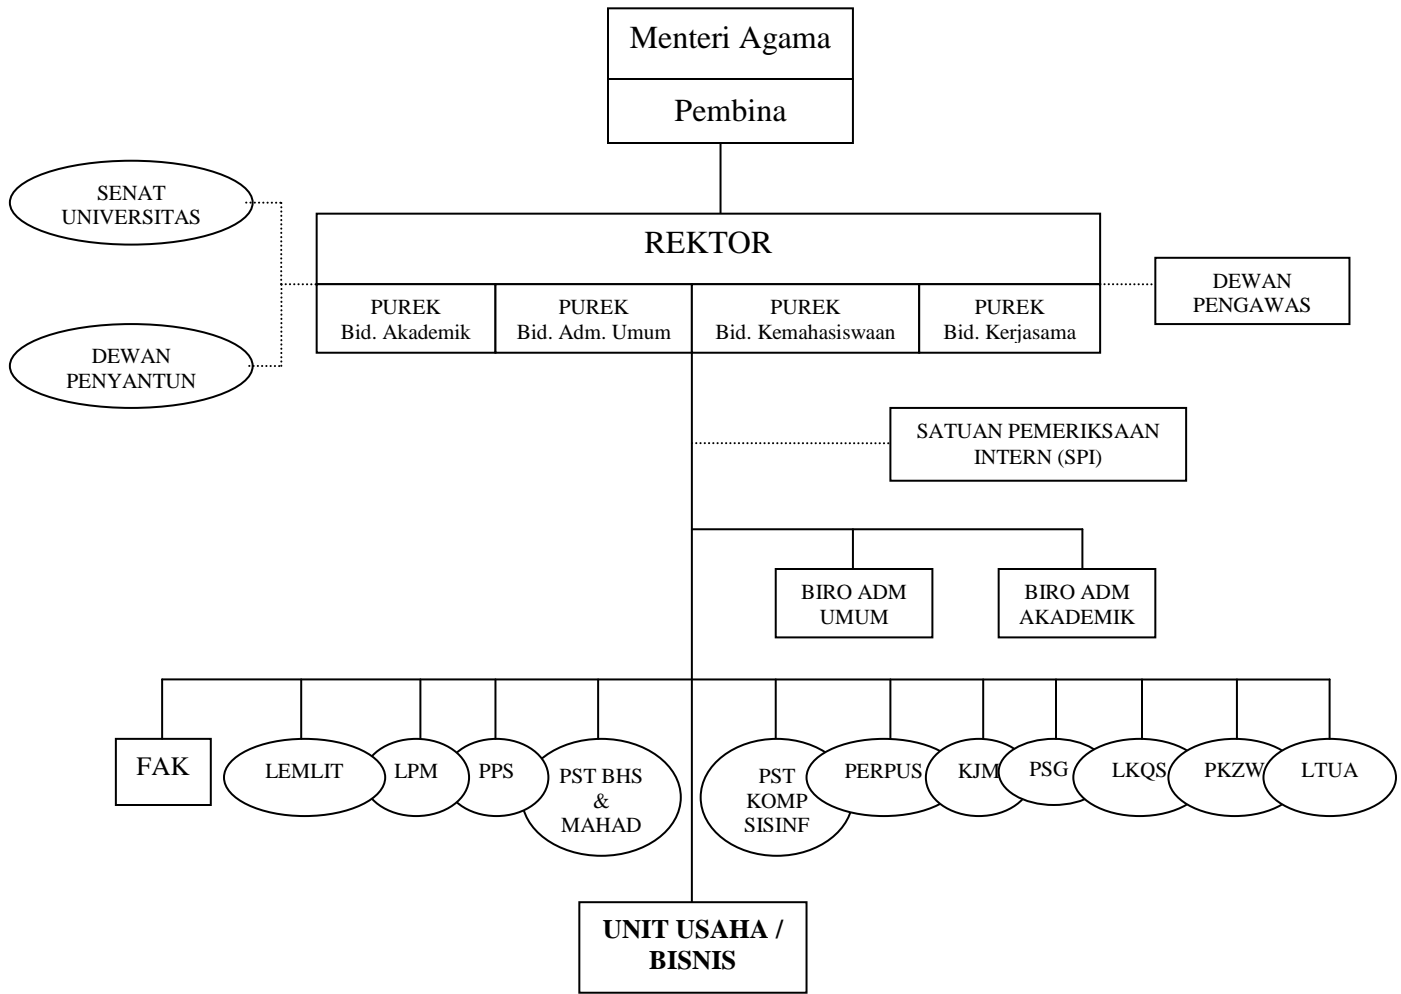 Menteri Agama
Pembina
SENAT
UNIVERSITAS
REKTOR
DEWAN
PENGAWAS
PUREK
Bid. Akademik
PUREK
Bid. Adm. Umum
PUREK
Bid. Kemahasiswaan
PUREK
Bid. Kerjasama
DEWAN
PENYANTUN
SATUAN PEMERIKSAAN
INTERN (SPI)
BIRO ADM
UMUM
BIRO ADM
AKADEMIK
FAK
LEMLIT
LPM
PPS
PST BHS
&
MAHAD
PST
KOMP
SISINF
PERPUS
KJM
PSG
LKQS
PKZW
LTUA
UNIT USAHA /
BISNIS